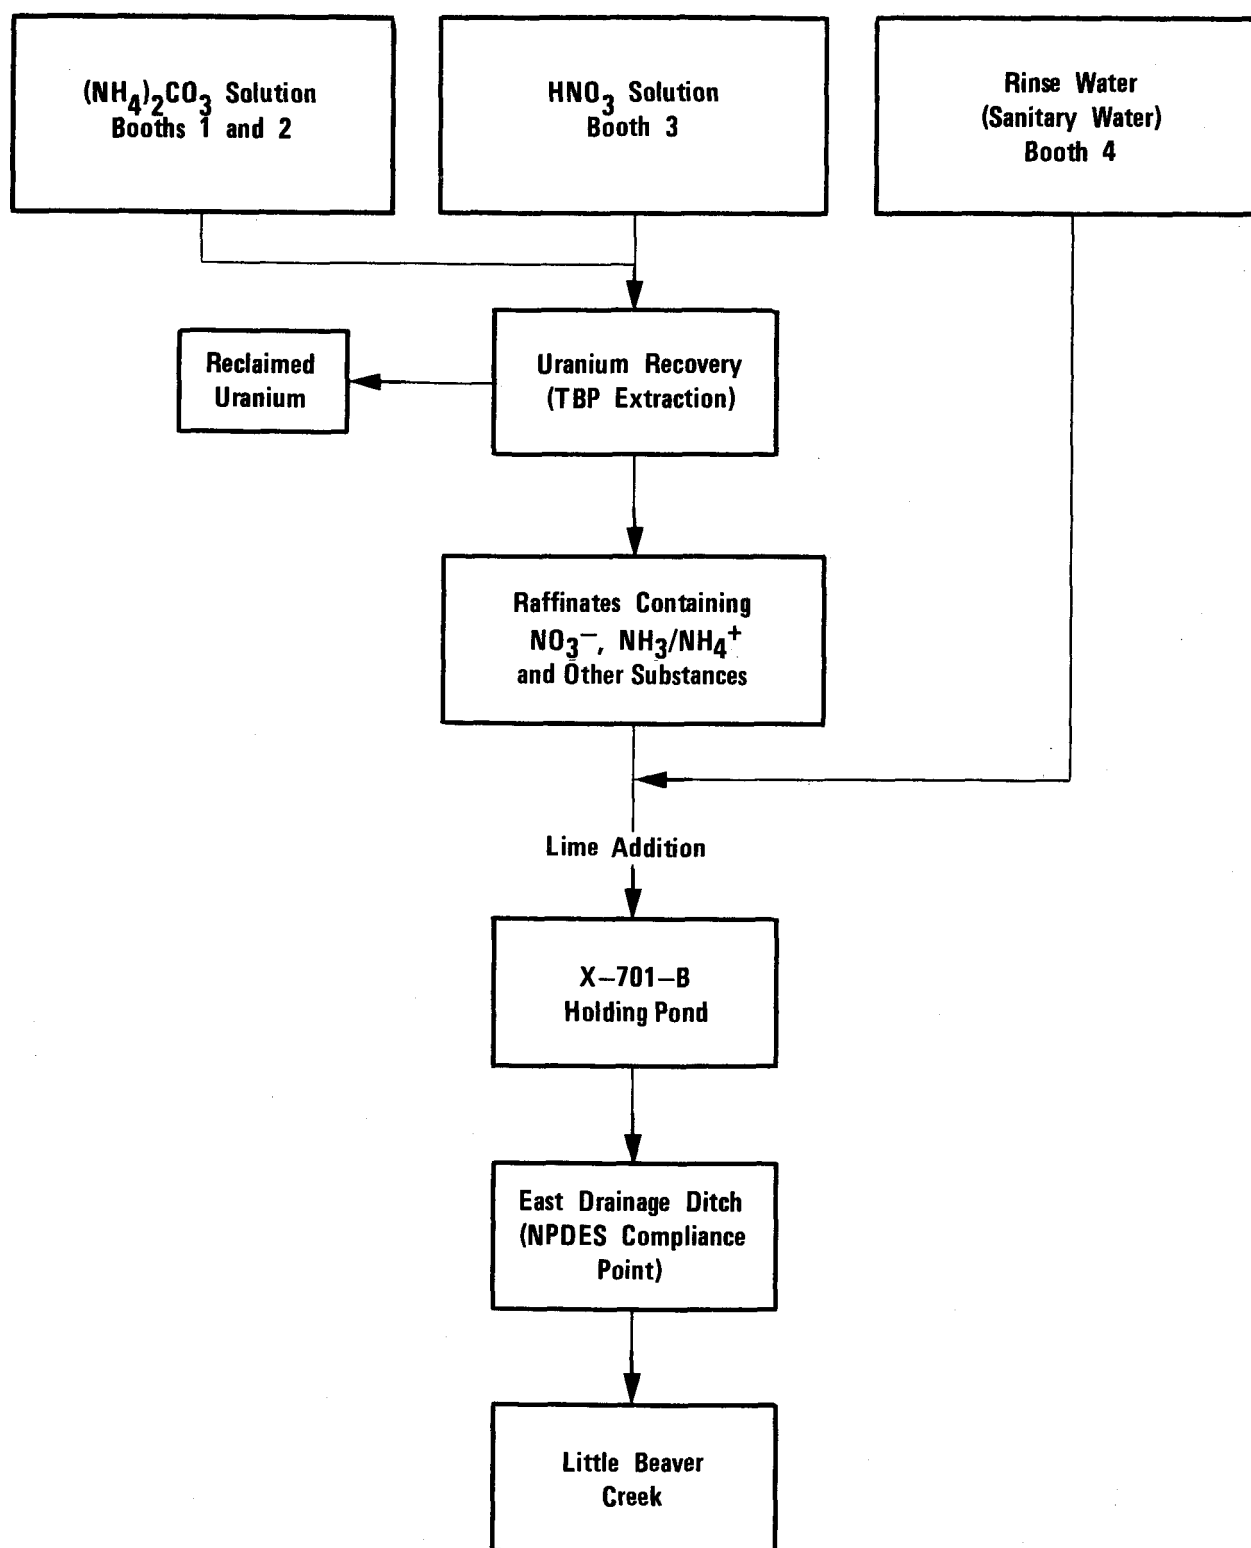 (NH₄)₂CO₃ Solution
Booths 1 and 2
HNO₃ Solution
Booth 3
Rinse Water
(Sanitary Water)
Booth 4
Reclaimed
Uranium
Uranium Recovery
(TBP Extraction)
Raffinates Containing
NO₃⁻, NH₃/NH₄⁺
and Other Substances
Lime Addition
X-701-B
Holding Pond
East Drainage Ditch
(NPDES Compliance
Point)
Little Beaver
Creek